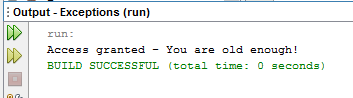 Output - Exceptions (run)
run:
Access granted - You are old enough!
BUILD SUCCESSFUL (total time: 0 seconds)